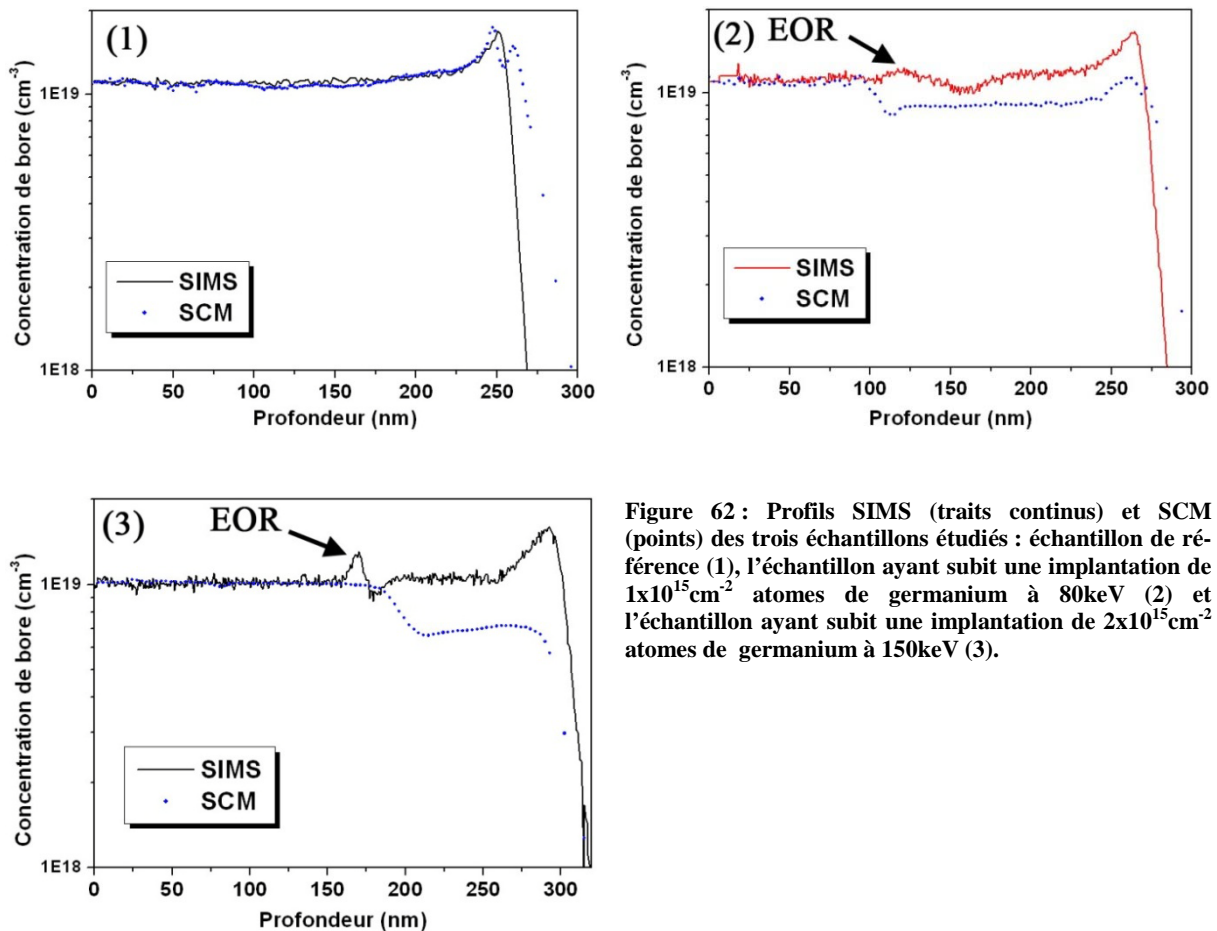 (1)
Concentration de bore (cm⁻³)
1E19
1E18
SIMS
SCM
0 50 100 150 200 250 300
Profondeur (nm)
(2)
EOR
Concentration de bore (cm⁻³)
1E19
1E18
SIMS
SCM
0 50 100 150 200 250 300
Profondeur (nm)
(3)
EOR
Concentration de bore (cm⁻³)
1E19
1E18
SIMS
SCM
0 50 100 150 200 250 300
Profondeur (nm)
Figure 62 : Profils SIMS (traits continus) et SCM
(points) des trois échantillons étudiés : échantillon de ré-
férence (1), l'échantillon ayant subit une implantation de
1x10¹⁵cm⁻² atomes de germanium à 80keV (2) et
l'échantillon ayant subit une implantation de 2x10¹⁵cm⁻²
atomes de germanium à 150keV (3).